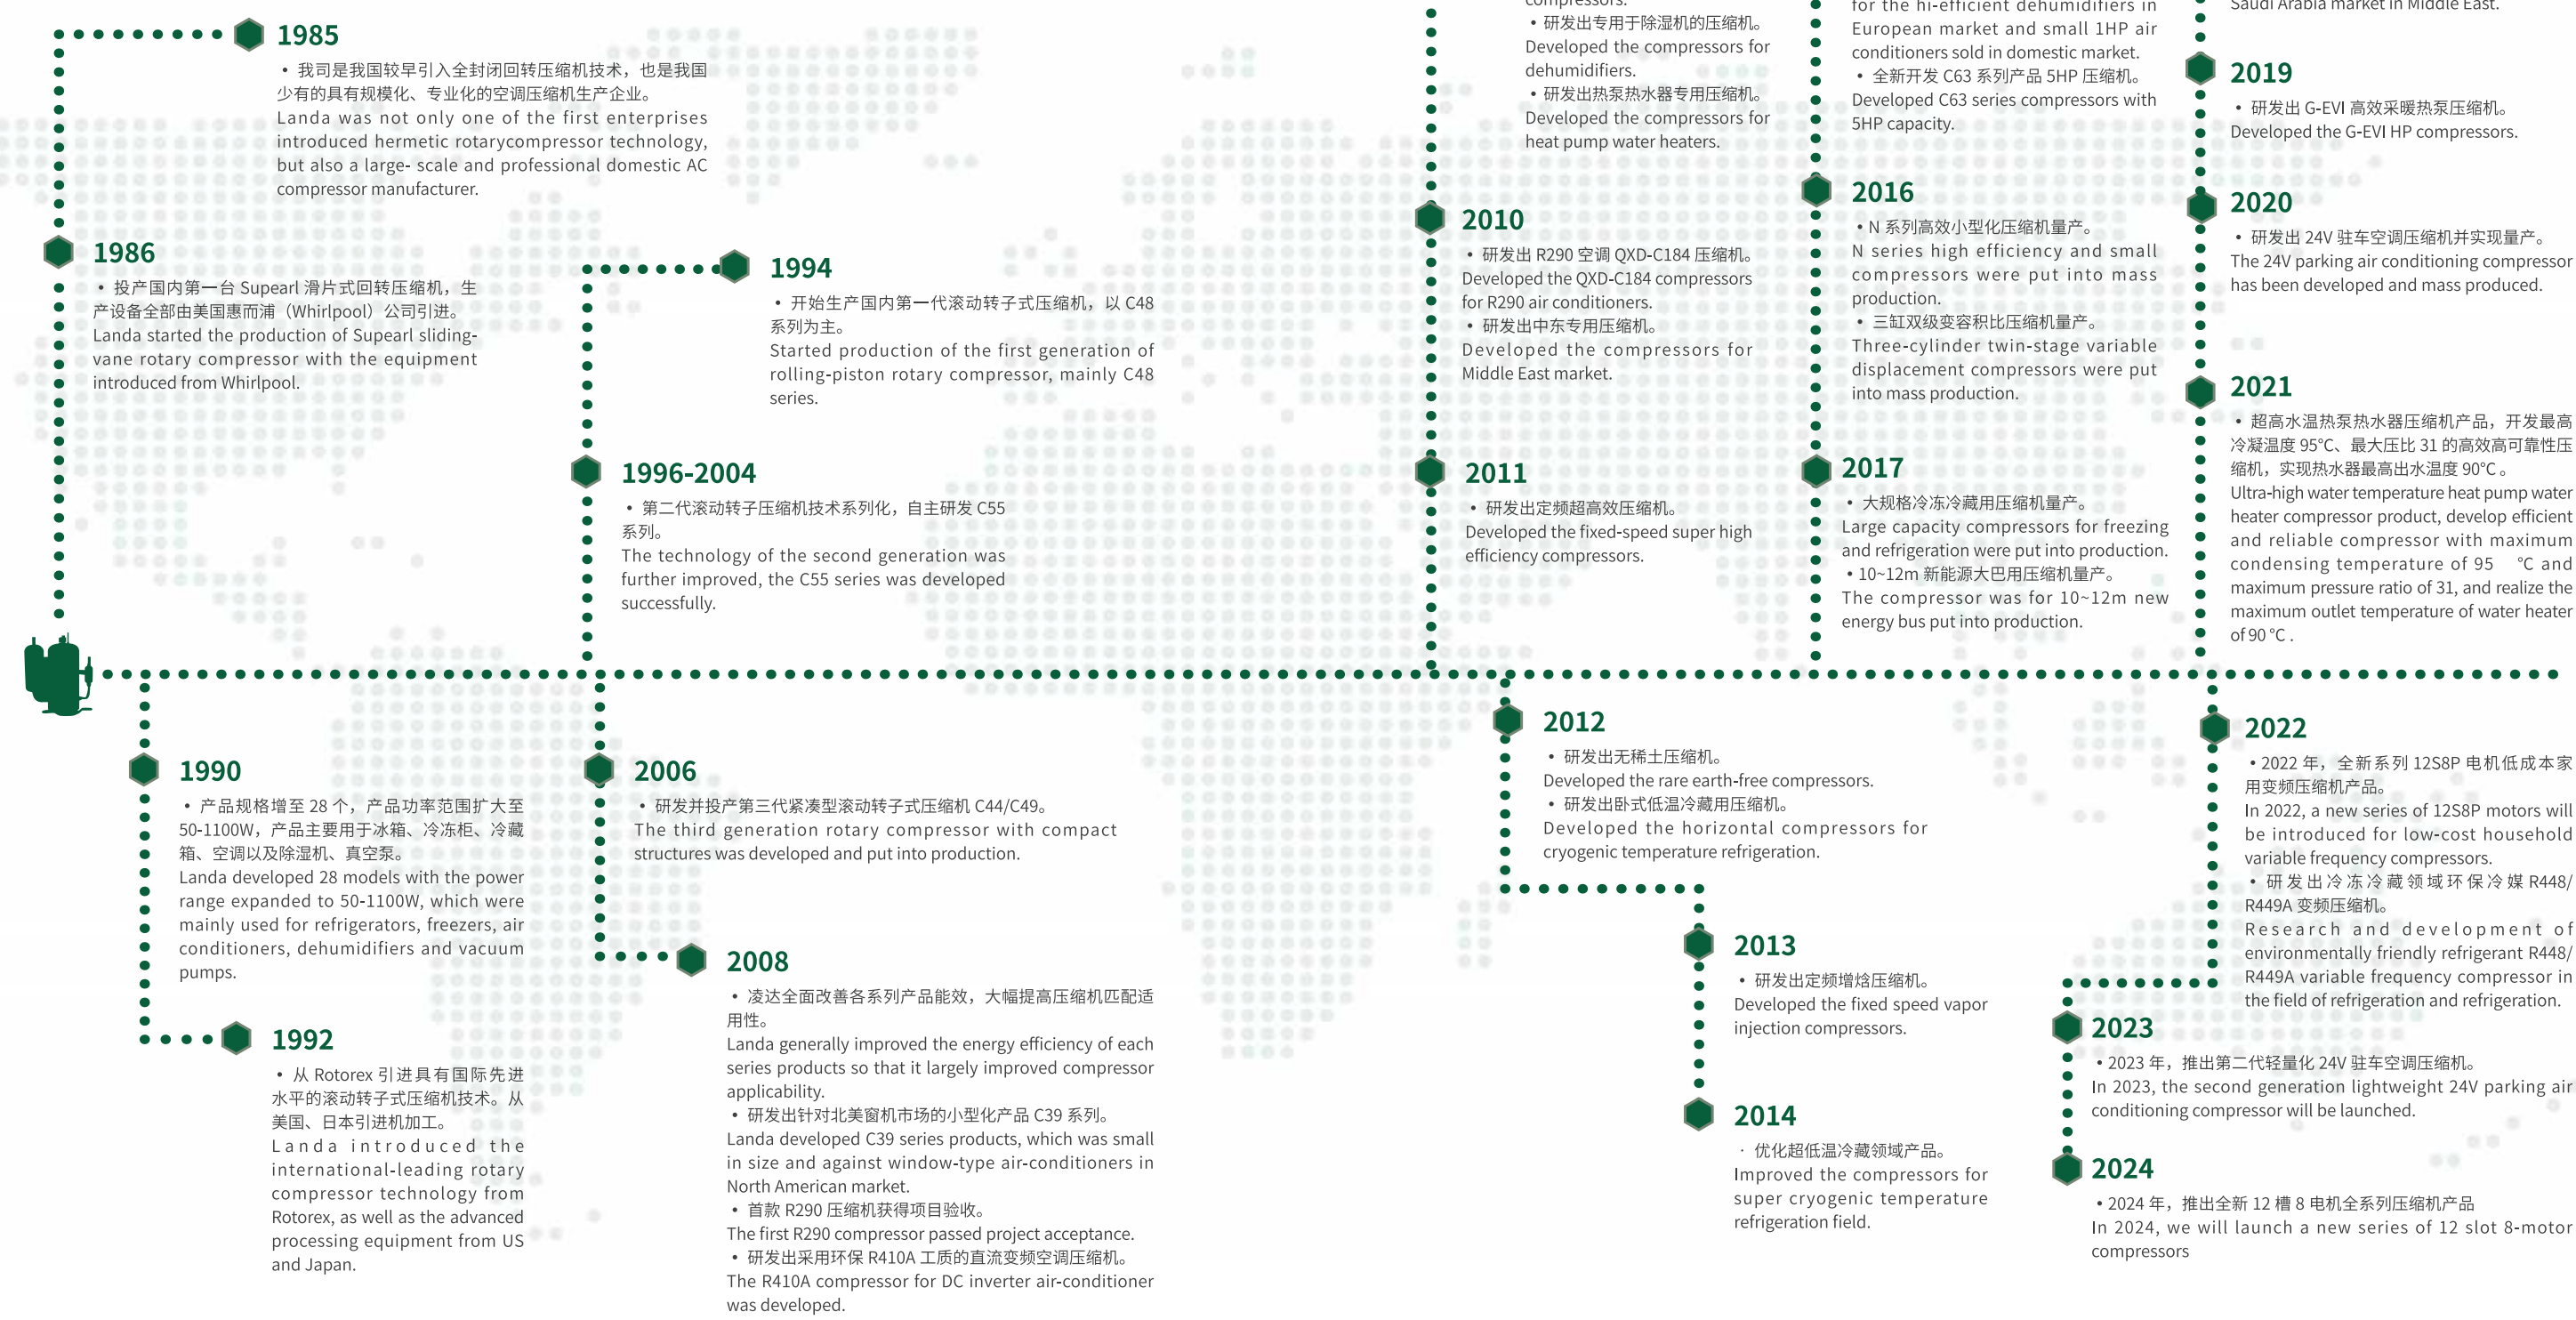 1985
• 我司是我国较早引入全封闭回转压缩机技术，也是我国
少有的具有规模化、专业化的空调压缩机生产企业。
Landa was not only one of the first enterprises
introduced hermetic rotarycompressor technology,
but also a large- scale and professional domestic AC
compressor manufacturer.
1986
• 投产国内第一台 Supearl 滑片式回转压缩机，生
产设备全部由美国惠而浦（Whirlpool）公司引进。
Landa started the production of Supearl sliding-
vane rotary compressor with the equipment
introduced from Whirlpool.
1990
• 产品规格增至 28 个，产品功率范围扩大至
50-1100W，产品主要用于冰箱、冷冻柜、冷藏
箱、空调以及除湿机、真空泵。
Landa developed 28 models with the power
range expanded to 50-1100W, which were
mainly used for refrigerators, freezers, air
conditioners, dehumidifiers and vacuum
pumps.
1992
• 从 Rotorex 引进具有国际先进
水平的滚动转子式压缩机技术。从
美国、日本引进机加工。
Landa introduced the
international-leading rotary
compressor technology from
Rotorex, as well as the advanced
processing equipment from US
and Japan.
1994
• 开始生产国内第一代滚动转子式压缩机，以 C48
系列为主。
Started production of the first generation of
rolling-piston rotary compressor, mainly C48
series.
1996-2004
• 第二代滚动转子压缩机技术系列化，自主研发 C55
系列。
The technology of the second generation was
further improved, the C55 series was developed
successfully.
2006
• 研发并投产第三代紧凑型滚动转子式压缩机 C44/C49。
The third generation rotary compressor with compact
structures was developed and put into production.
2008
• 凌达全面改善各系列产品能效，大幅提高压缩机匹配适
用性。
Landa generally improved the energy efficiency of each
series products so that it largely improved compressor
applicability.
• 研发出针对北美窗机市场的小型化产品 C39 系列。
Landa developed C39 series products, which was small
in size and against window-type air-conditioners in
North American market.
• 首款 R290 压缩机获得项目验收。
The first R290 compressor passed project acceptance.
• 研发出采用环保 R410A 工质的直流变频空调压缩机。
The R410A compressor for DC inverter air-conditioner
was developed.
compressors.
• 研发出专用于除湿机的压缩机。
Developed the compressors for
dehumidifiers.
• 研发出热泵热水器专用压缩机。
Developed the compressors for
heat pump water heaters.
2010
• 研发出 R290 空调 QXD-C184 压缩机。
Developed the QXD-C184 compressors
for R290 air conditioners.
• 研发出中东专用压缩机。
Developed the compressors for
Middle East market.
2011
• 研发出定频超高效压缩机。
Developed the fixed-speed super high
efficiency compressors.
2012
• 研发出无稀土压缩机。
Developed the rare earth-free compressors.
• 研发出卧式低温冷藏用压缩机。
Developed the horizontal compressors for
cryogenic temperature refrigeration.
2013
• 研发出定频增焓压缩机。
Developed the fixed speed vapor
injection compressors.
2014
· 优化超低温冷藏领域产品。
Improved the compressors for
super cryogenic temperature
refrigeration field.
for the hi-efficient dehumidifiers in
European market and small 1HP air
conditioners sold in domestic market.
• 全新开发 C63 系列产品 5HP 压缩机。
Developed C63 series compressors with
5HP capacity.
2016
• N 系列高效小型化压缩机量产。
N series high efficiency and small
compressors were put into mass
production.
• 三缸双级变容积比压缩机量产。
Three-cylinder twin-stage variable
displacement compressors were put
into mass production.
2017
• 大规格冷冻冷藏用压缩机量产。
Large capacity compressors for freezing
and refrigeration were put into production.
• 10~12m 新能源大巴用压缩机量产。
The compressor was for 10~12m new
energy bus put into production.
Saudi Arabia market in Middle East.
2019
• 研发出 G-EVI 高效采暖热泵压缩机。
Developed the G-EVI HP compressors.
2020
• 研发出 24V 驻车空调压缩机并实现量产。
The 24V parking air conditioning compressor
has been developed and mass produced.
2021
• 超高水温热泵热水器压缩机产品，开发最高
冷凝温度 95℃、最大压比 31 的高效高可靠性压
缩机，实现热水器最高出水温度 90℃ 。
Ultra-high water temperature heat pump water
heater compressor product, develop efficient
and reliable compressor with maximum
condensing temperature of 95 ℃ and
maximum pressure ratio of 31, and realize the
maximum outlet temperature of water heater
of 90 ℃ .
2022
• 2022 年，全新系列 12S8P 电机低成本家
用变频压缩机产品。
In 2022, a new series of 12S8P motors will
be introduced for low-cost household
variable frequency compressors.
• 研发出冷冻冷藏领域环保冷媒 R448/
R449A 变频压缩机。
Research and development of
environmentally friendly refrigerant R448/
R449A variable frequency compressor in
the field of refrigeration and refrigeration.
2023
• 2023 年，推出第二代轻量化 24V 驻车空调压缩机。
In 2023, the second generation lightweight 24V parking air
conditioning compressor will be launched.
2024
• 2024 年，推出全新 12 槽 8 电机全系列压缩机产品
In 2024, we will launch a new series of 12 slot 8-motor
compressors